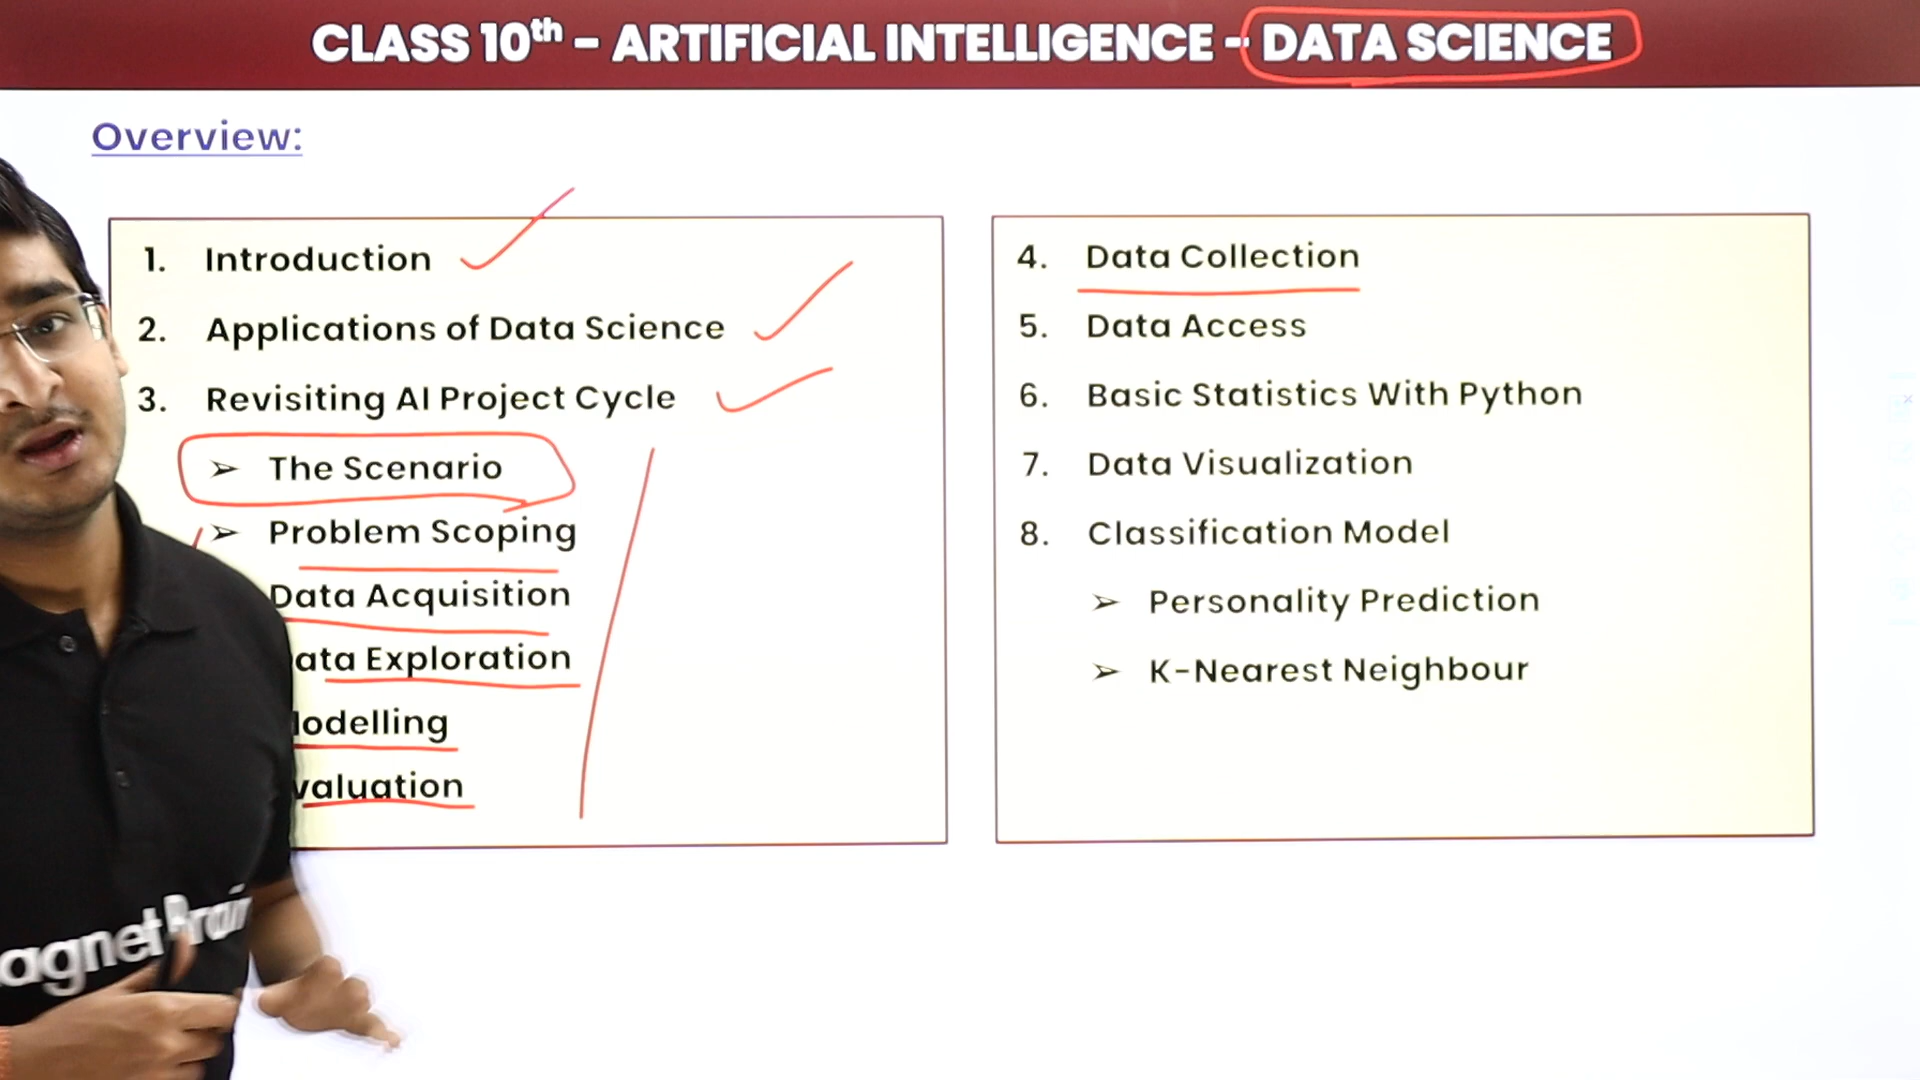 CLASS 10th - ARTIFICIAL INTELLIGENCE - DATA SCIENCE
Overview:
1. Introduction
2. Applications of Data Science
3. Revisiting AI Project Cycle
➢ The Scenario
➢ Problem Scoping
Data Acquisition
ata Exploration
odelling
valuation
4. Data Collection
5. Data Access
6. Basic Statistics With Python
7. Data Visualization
8. Classification Model
➢ Personality Prediction
➢ K-Nearest Neighbour
agnet Brain